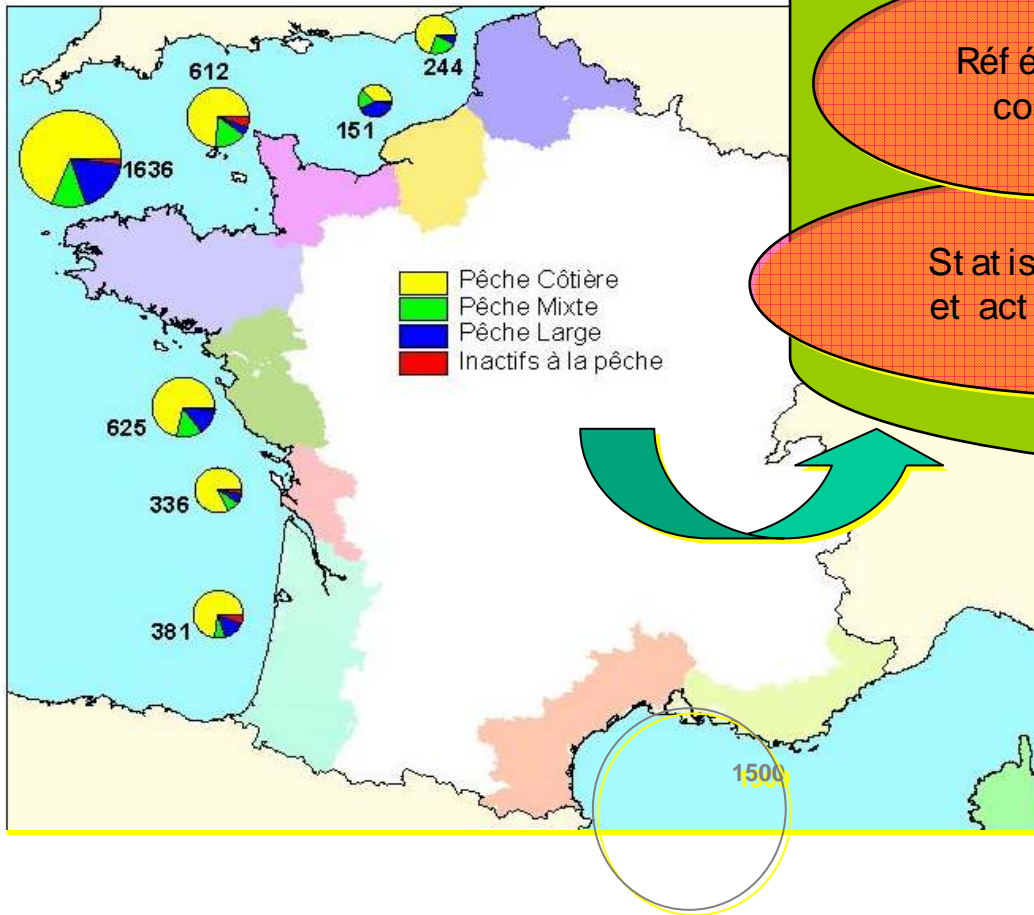 244
612
151
1636
Réf é
co
St at is
et act
Pêche Côtière
Pêche Mixte
Pêche Large
Inactifs à la pêche
625
336
381
1500